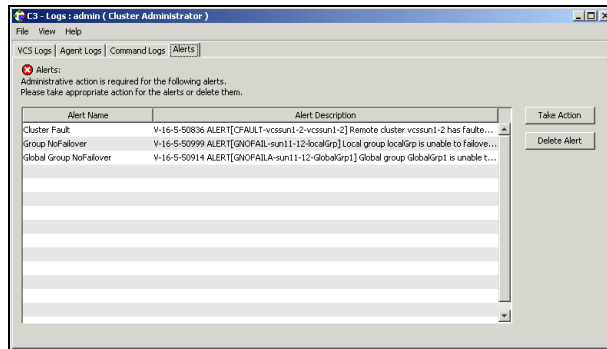 C3 - Logs : admin ( Cluster Administrator )
File View Help
VCS Logs Agent Logs Command Logs Alerts
Alerts:
Administrative action is required for the following alerts.
Please take appropriate action for the alerts or delete them.
Alert Name Alert Description
Cluster Fault V-16-5-50836 ALERT[CFAULT-vcssun1-2-vcssun1-2] Remote cluster vcssun1-2 has faulte...
Group NoFailover V-16-5-50999 ALERT[GNOFAIL-sun11-12-localGrp] Local group localGrp is unable to failove...
Global Group NoFailover V-16-5-50914 ALERT[GNOFAILA-sun11-12-GlobalGrp1] Global group GlobalGrp1 is unable t...
Take Action
Delete Alert